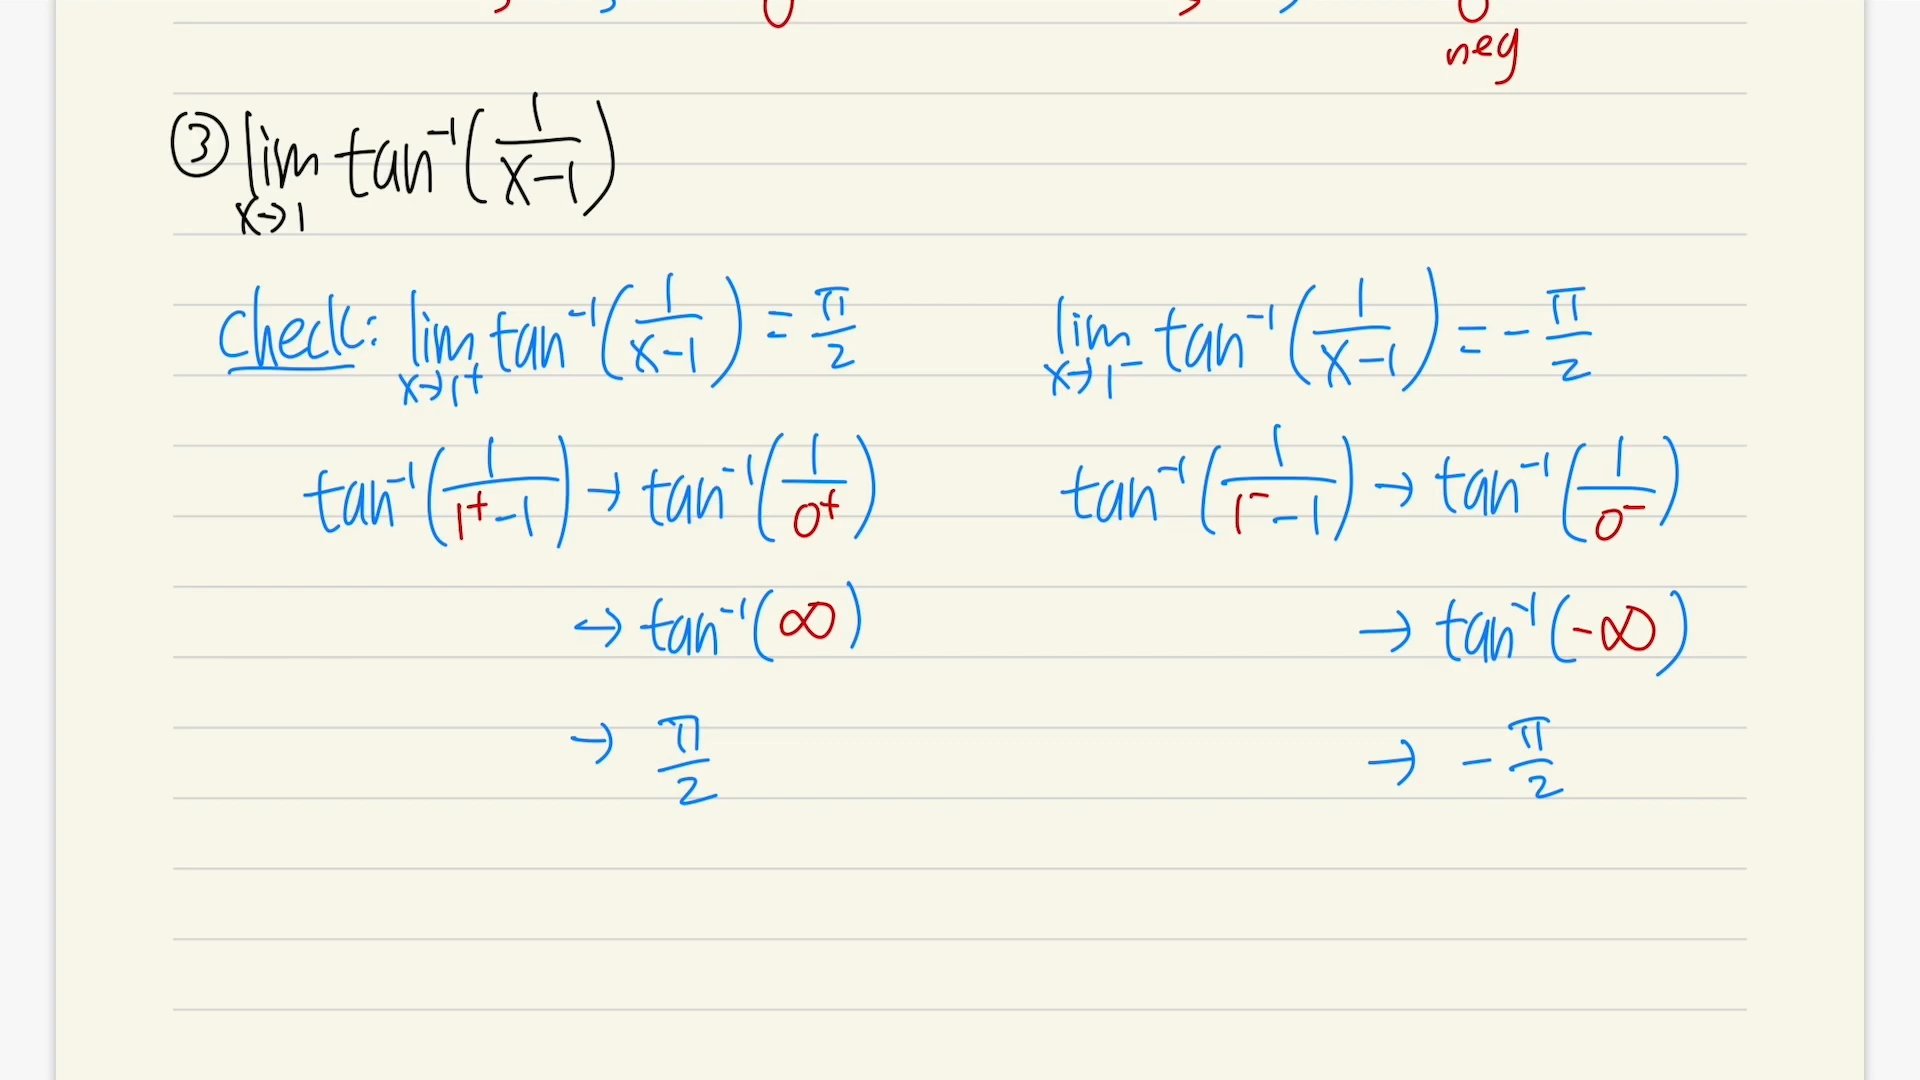 neg
③ lim tan⁻¹(1/(x-1))
x→1
Check: lim tan⁻¹(1/(x-1)) = π/2
x→1⁺
lim tan⁻¹(1/(x-1)) = -π/2
x→1⁻
tan⁻¹(1/(1⁺-1)) → tan⁻¹(1/0⁺)
→ tan⁻¹(∞)
→ π/2
tan⁻¹(1/(1⁻-1)) → tan⁻¹(1/0⁻)
→ tan⁻¹(-∞)
→ -π/2